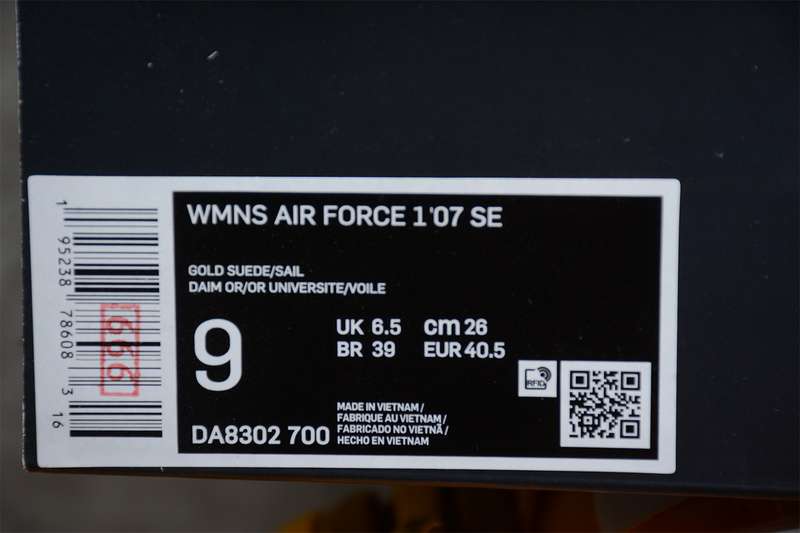 WMNS AIR FORCE 1 '07 SE
GOLD SUEDE/SAIL
DAIM OR/OR UNIVERSITE/VOILE
9
UK 6.5 cm 26
BR 39 EUR 40.5
RFID
DA8302 700
MADE IN VIETNAM /
FABRIQUE AU VIETNAM /
FABRICADO NO VIETNÃ /
HECHO EN VIETNAM
1 95238 78608 3
16
666